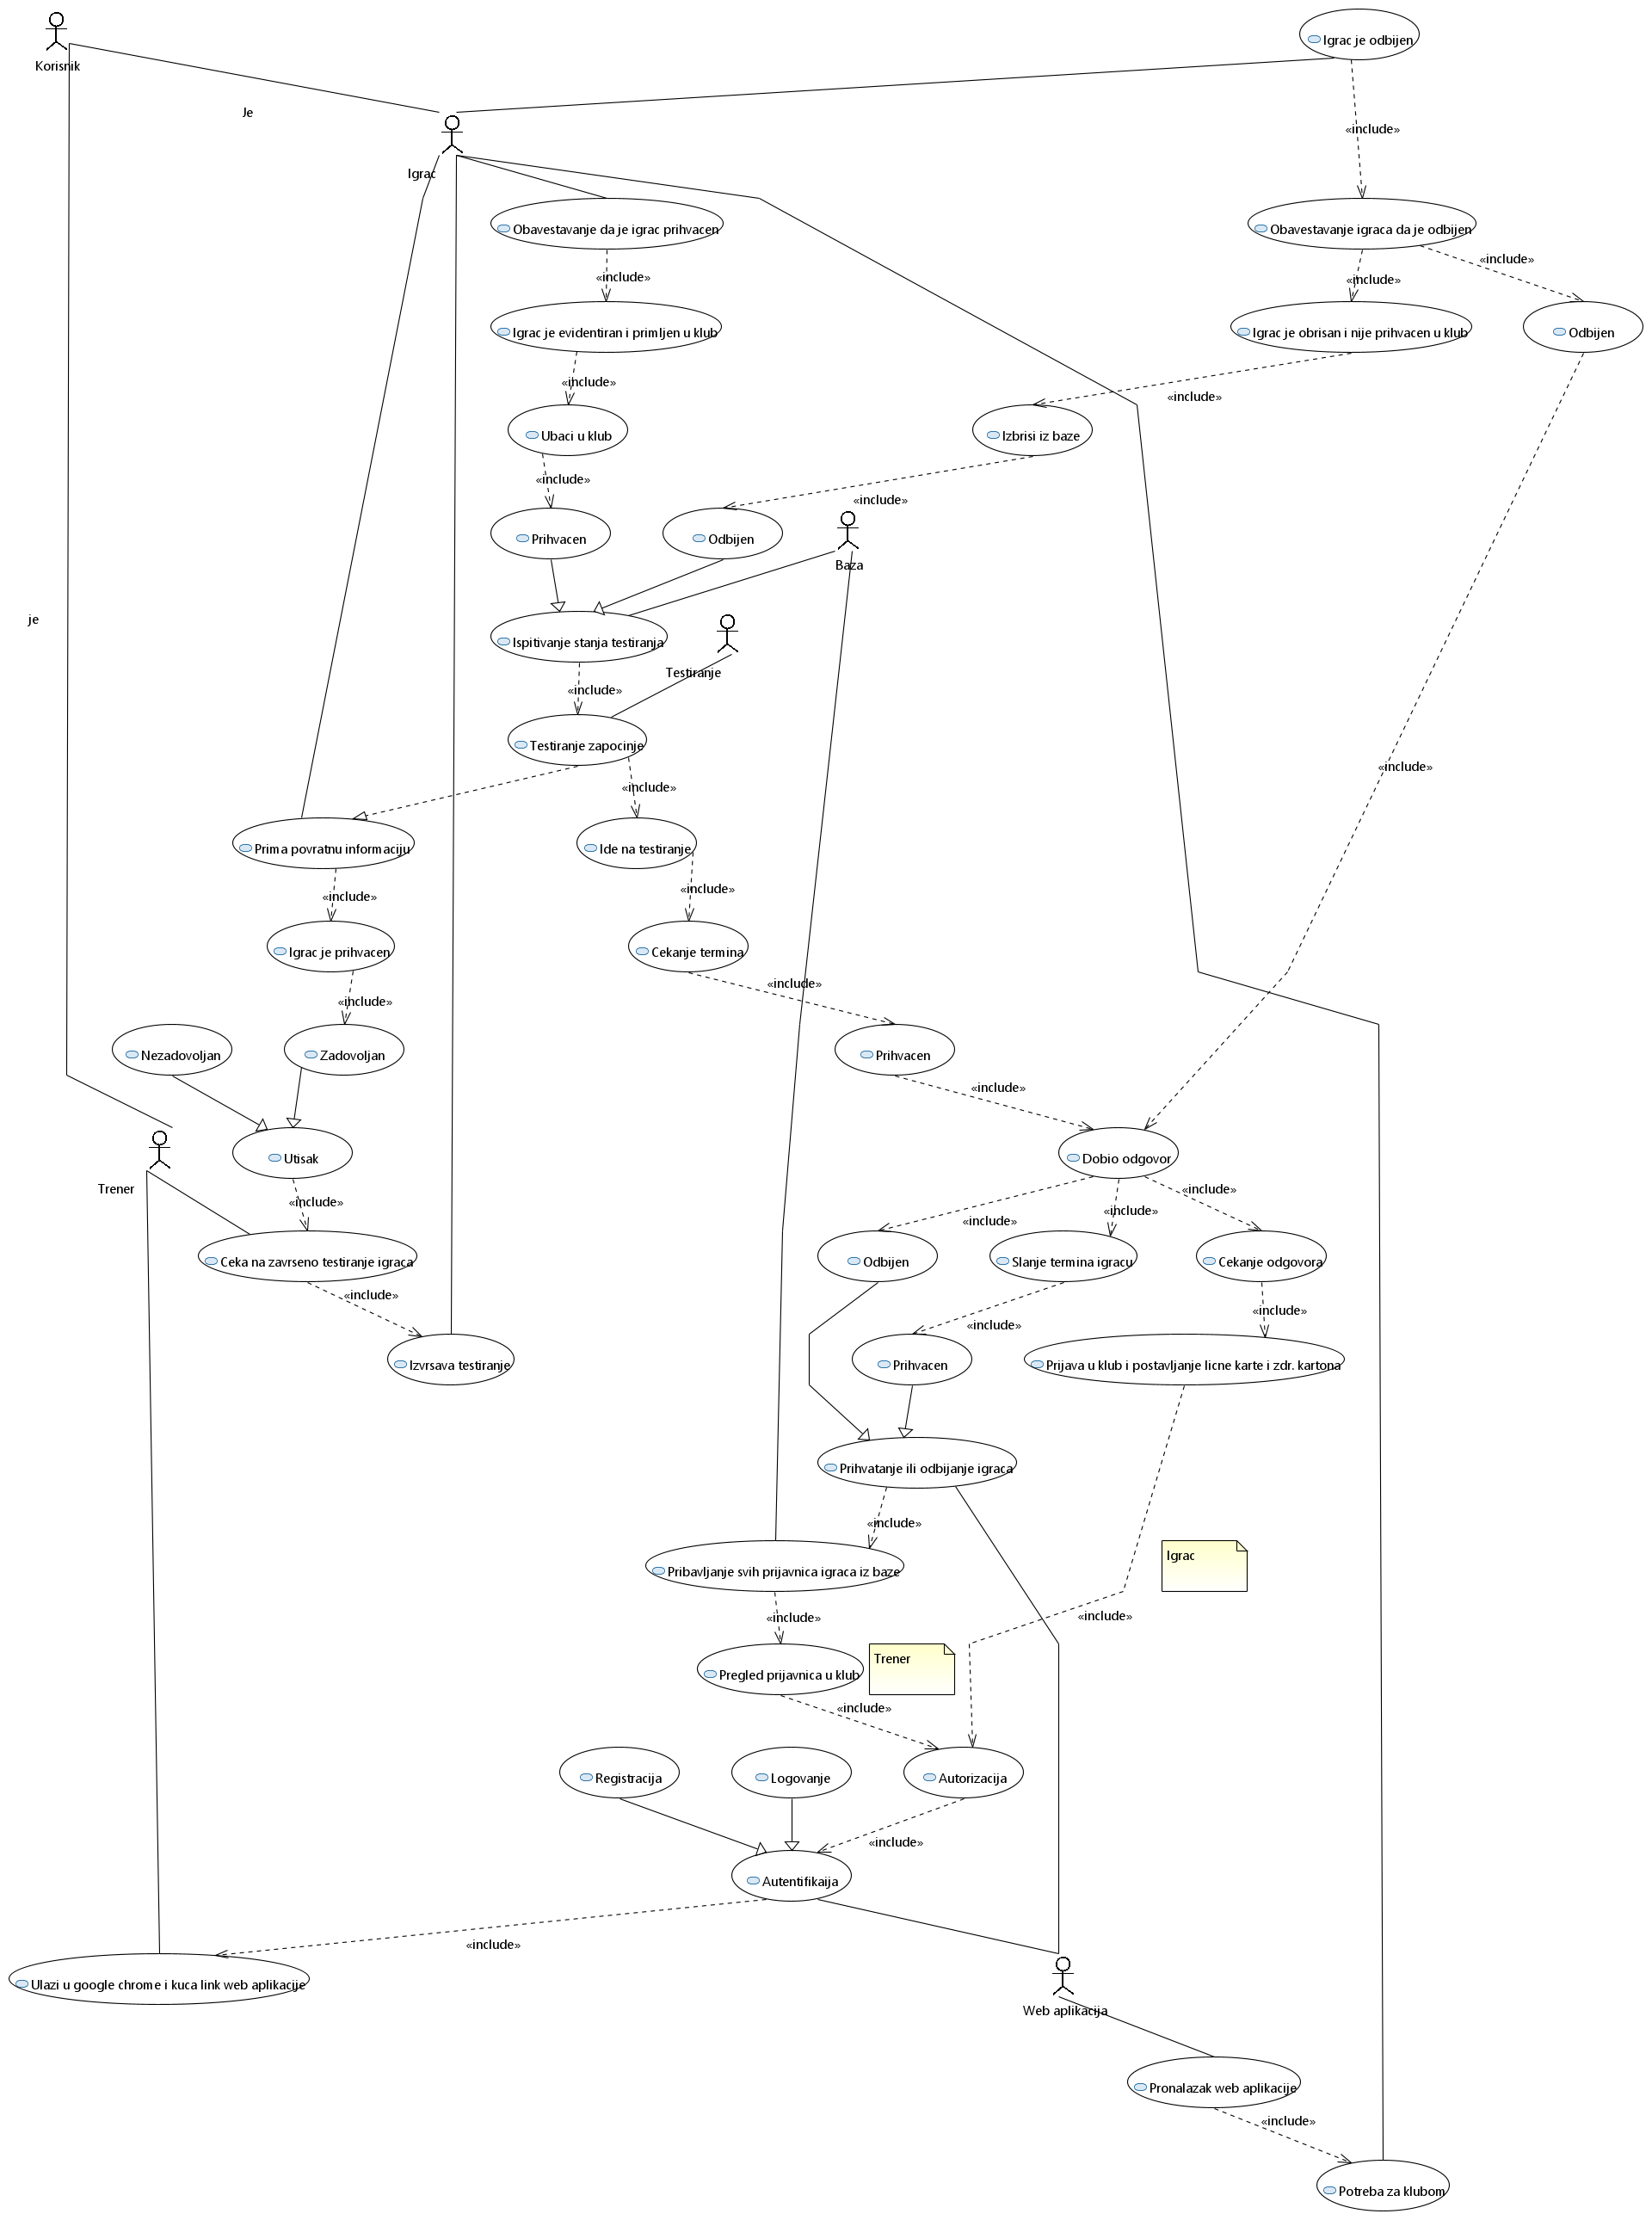 Korisnik
Igrac je odbijen
Je
«include»
Igrac
Obavestavanje da je igrac prihvacen
Obavestavanje igraca da je odbijen
«include»
«include»
«include»
Igrac je evidentiran i primljen u klub
Igrac je obrisan i nije prihvacen u klub
Odbijen
«include»
«include»
Ubaci u klub
Izbrisi iz baze
«include»
«include»
Prihvacen
Odbijen
Baza
je
Ispitivanje stanja testiranja
Testiranje
«include»
Testiranje zapocinje
«include»
«include»
Prima povratnu informaciju
Ide na testiranje
«include»
«include»
Igrac je prihvacen
Cekanje termina
«include»
«include»
Nezadovoljan
Zadovoljan
Prihvacen
«include»
Utisak
Dobio odgovor
Trener
«include»
«include»
«include»
«include»
Ceka na zavrseno testiranje igraca
Odbijen
Slanje termina igracu
Cekanje odgovora
«include»
«include»
«include»
Izvrsava testiranje
Prihvacen
Prijava u klub i postavljanje licne karte i zdr. kartona
Prihvatanje ili odbijanje igraca
«include»
Igrac
Pribavljanje svih prijavnica igraca iz baze
«include»
«include»
Trener
Pregled prijavnica u klub
«include»
Registracija
Logovanje
Autorizacija
«include»
Autentifikaija
«include»
Ulazi u google chrome i kuca link web aplikacije
Web aplikacija
Pronalazak web aplikacije
«include»
Potreba za klubom